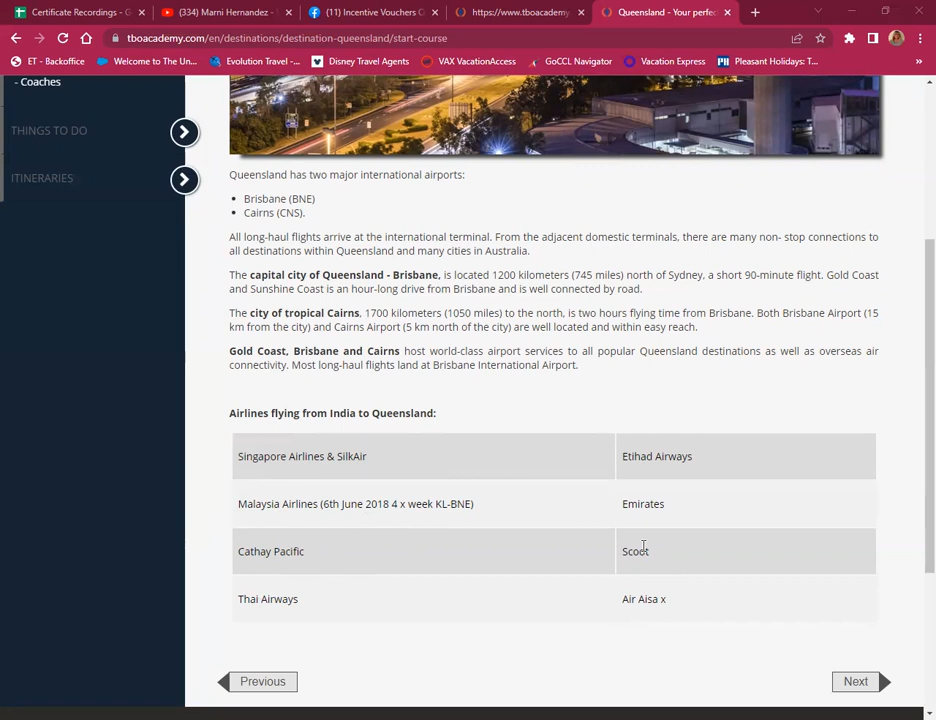 Certificate Recordings - G
(334) Marni Hernandez -
(11) Incentive Vouchers O
https://www.tboacademy
Queensland - Your perfec
tboacademy.com/en/destinations/destination-queensland/start-course
ET - Backoffice
Welcome to The Un...
Evolution Travel -...
Disney Travel Agents
VAX VacationAccess
GoCCL Navigator
Vacation Express
Pleasant Holidays: T...
»
- Coaches
THINGS TO DO
ITINERARIES
Queensland has two major international airports:
• Brisbane (BNE)
• Cairns (CNS).
All long-haul flights arrive at the international terminal. From the adjacent domestic terminals, there are many non- stop connections to
all destinations within Queensland and many cities in Australia.
The capital city of Queensland - Brisbane, is located 1200 kilometers (745 miles) north of Sydney, a short 90-minute flight. Gold Coast
and Sunshine Coast is an hour-long drive from Brisbane and is well connected by road.
The city of tropical Cairns, 1700 kilometers (1050 miles) to the north, is two hours flying time from Brisbane. Both Brisbane Airport (15
km from the city) and Cairns Airport (5 km north of the city) are well located and within easy reach.
Gold Coast, Brisbane and Cairns host world-class airport services to all popular Queensland destinations as well as overseas air
connectivity. Most long-haul flights land at Brisbane International Airport.
Airlines flying from India to Queensland:
Singapore Airlines & SilkAir
Etihad Airways
Malaysia Airlines (6th June 2018 4 x week KL-BNE)
Emirates
Cathay Pacific
Scoot
Thai Airways
Air Aisa x
Previous
Next